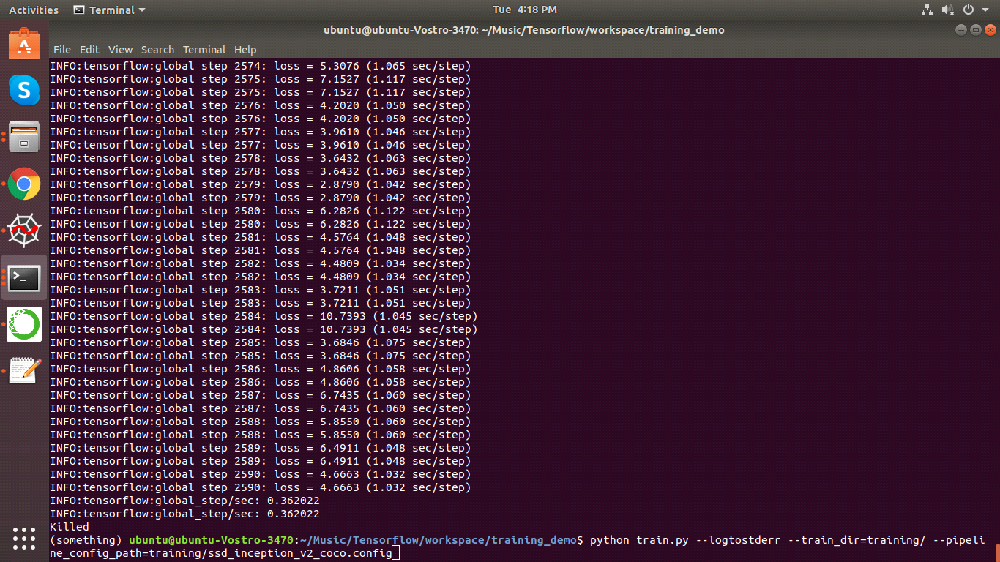 Activities Terminal Tue 4:18 PM
ubuntu@ubuntu-Vostro-3470: ~/Music/Tensorflow/workspace/training_demo
File Edit View Search Terminal Help
INFO:tensorflow:global step 2574: loss = 5.3076 (1.065 sec/step)
INFO:tensorflow:global step 2575: loss = 7.1527 (1.117 sec/step)
INFO:tensorflow:global step 2575: loss = 7.1527 (1.117 sec/step)
INFO:tensorflow:global step 2576: loss = 4.2020 (1.050 sec/step)
INFO:tensorflow:global step 2576: loss = 4.2020 (1.050 sec/step)
INFO:tensorflow:global step 2577: loss = 3.9610 (1.046 sec/step)
INFO:tensorflow:global step 2577: loss = 3.9610 (1.046 sec/step)
INFO:tensorflow:global step 2578: loss = 3.6432 (1.063 sec/step)
INFO:tensorflow:global step 2578: loss = 3.6432 (1.063 sec/step)
INFO:tensorflow:global step 2579: loss = 2.8790 (1.042 sec/step)
INFO:tensorflow:global step 2579: loss = 2.8790 (1.042 sec/step)
INFO:tensorflow:global step 2580: loss = 6.2826 (1.122 sec/step)
INFO:tensorflow:global step 2580: loss = 6.2826 (1.122 sec/step)
INFO:tensorflow:global step 2581: loss = 4.5764 (1.048 sec/step)
INFO:tensorflow:global step 2581: loss = 4.5764 (1.048 sec/step)
INFO:tensorflow:global step 2582: loss = 4.4809 (1.034 sec/step)
INFO:tensorflow:global step 2582: loss = 4.4809 (1.034 sec/step)
INFO:tensorflow:global step 2583: loss = 3.7211 (1.051 sec/step)
INFO:tensorflow:global step 2583: loss = 3.7211 (1.051 sec/step)
INFO:tensorflow:global step 2584: loss = 10.7393 (1.045 sec/step)
INFO:tensorflow:global step 2584: loss = 10.7393 (1.045 sec/step)
INFO:tensorflow:global step 2585: loss = 3.6846 (1.075 sec/step)
INFO:tensorflow:global step 2585: loss = 3.6846 (1.075 sec/step)
INFO:tensorflow:global step 2586: loss = 4.8606 (1.058 sec/step)
INFO:tensorflow:global step 2586: loss = 4.8606 (1.058 sec/step)
INFO:tensorflow:global step 2587: loss = 6.7435 (1.060 sec/step)
INFO:tensorflow:global step 2587: loss = 6.7435 (1.060 sec/step)
INFO:tensorflow:global step 2588: loss = 5.8550 (1.060 sec/step)
INFO:tensorflow:global step 2588: loss = 5.8550 (1.060 sec/step)
INFO:tensorflow:global step 2589: loss = 6.4911 (1.048 sec/step)
INFO:tensorflow:global step 2589: loss = 6.4911 (1.048 sec/step)
INFO:tensorflow:global step 2590: loss = 4.6663 (1.032 sec/step)
INFO:tensorflow:global step 2590: loss = 4.6663 (1.032 sec/step)
INFO:tensorflow:global_step/sec: 0.362022
INFO:tensorflow:global_step/sec: 0.362022
Killed
(something) ubuntu@ubuntu-Vostro-3470:~/Music/Tensorflow/workspace/training_demo$ python train.py --logtostderr --train_dir=training/ --pipeli
ne_config_path=training/ssd_inception_v2_coco.config